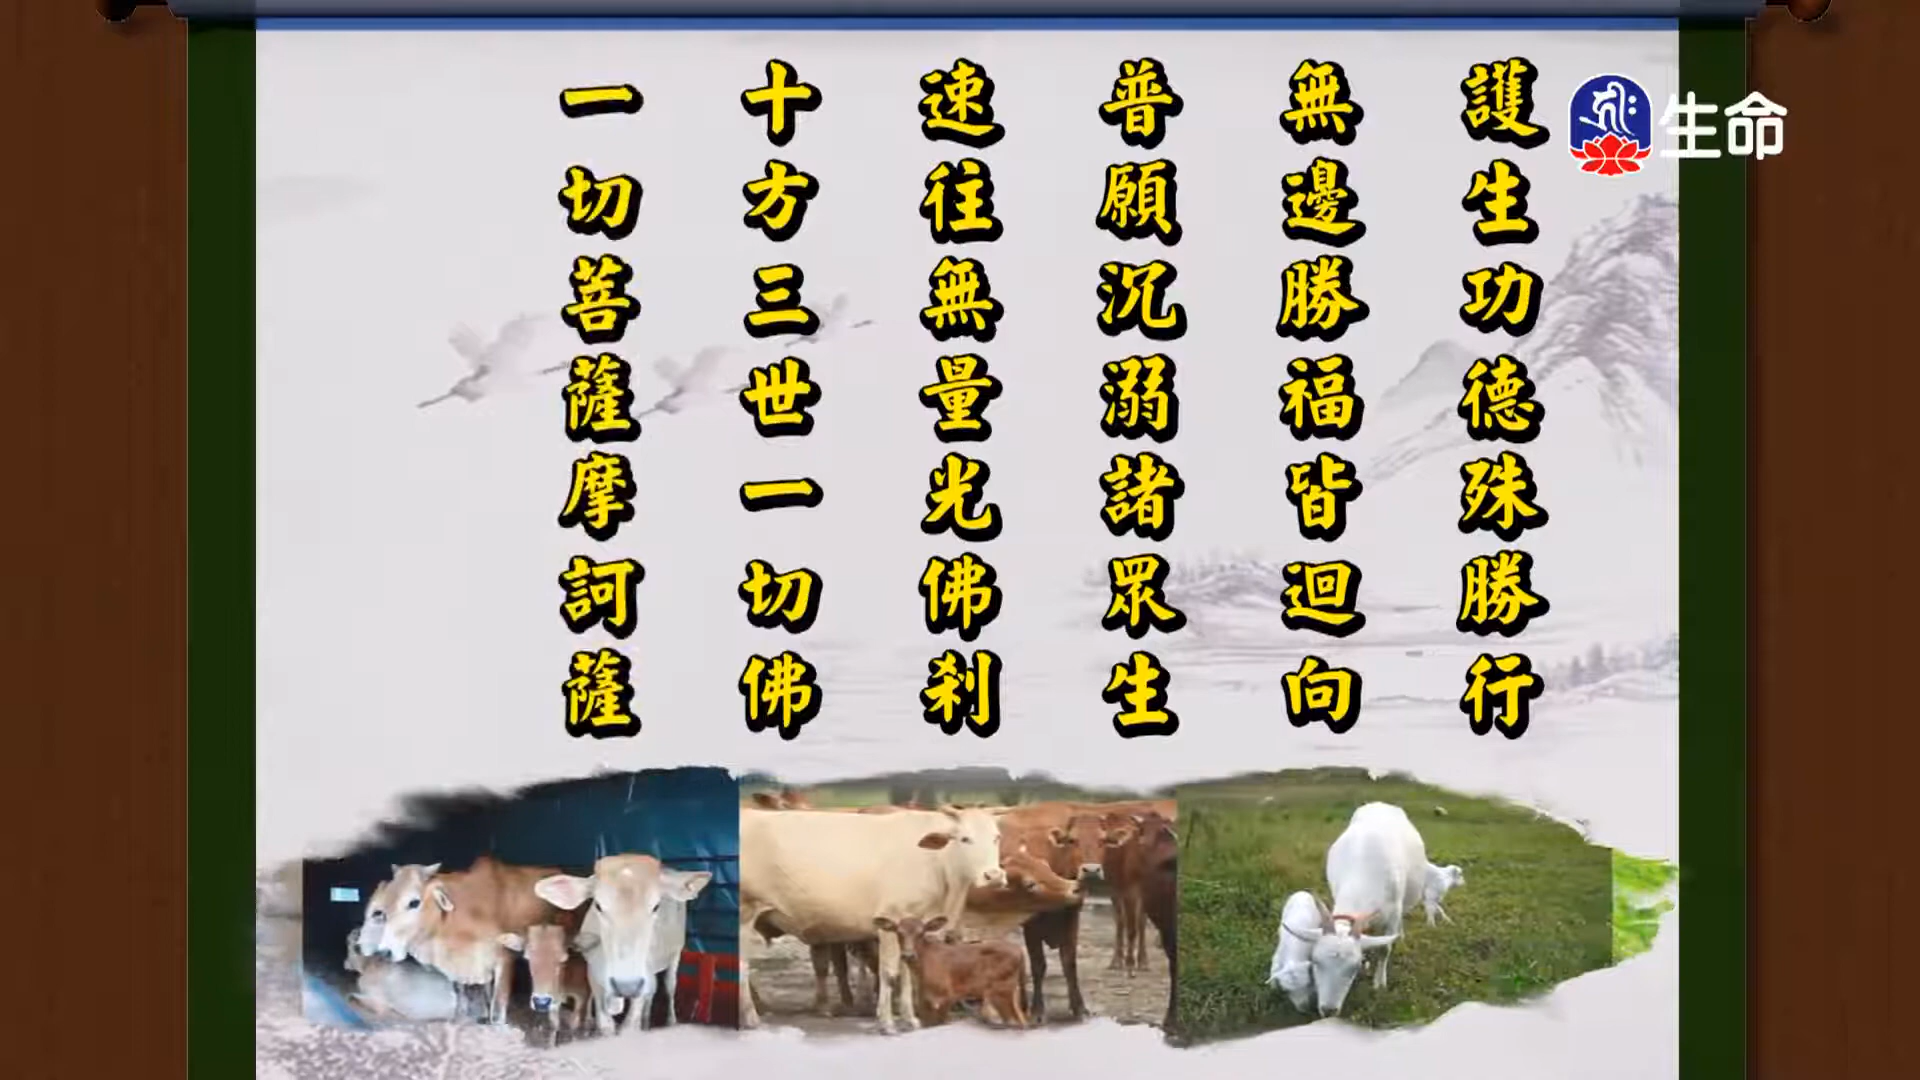 護生功德殊勝行
無邊勝福皆迴向
普願沉溺諸眾生
速往無量光佛剎
十方三世一切佛
一切菩薩摩訶薩
生命